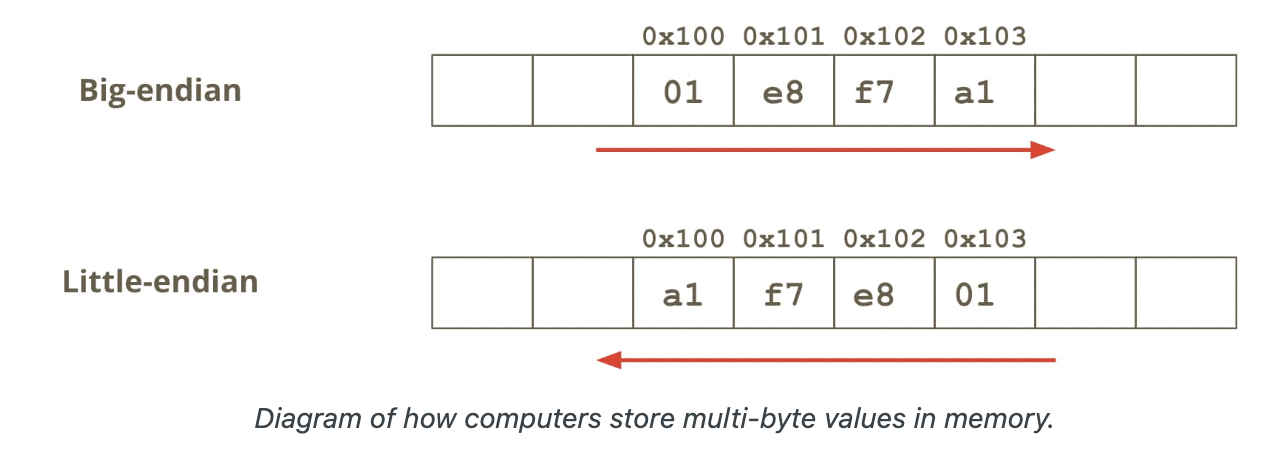 0x100 0x101 0x102 0x103
Big-endian 01 e8 f7 a1
0x100 0x101 0x102 0x103
Little-endian a1 f7 e8 01
Diagram of how computers store multi-byte values in memory.